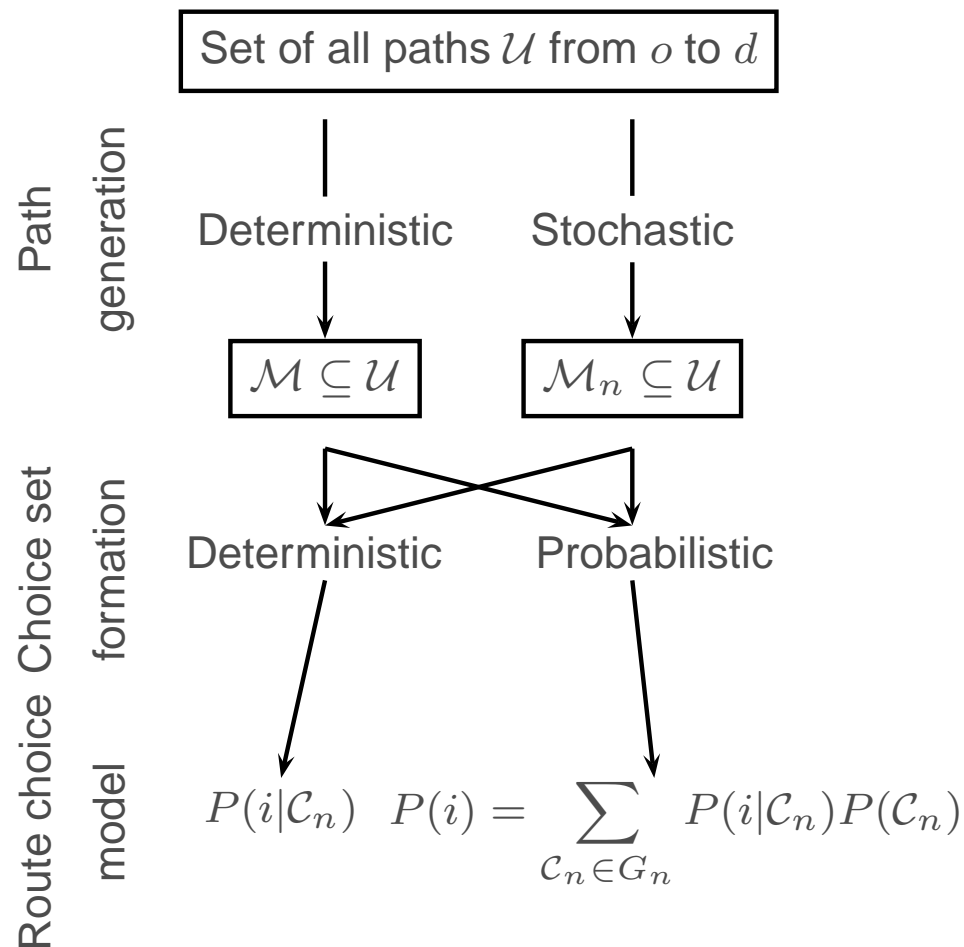 Set of all paths 𝒰 from o to d
Path
generation
Deterministic
Stochastic
ℳ ⊆ 𝒰
ℳₙ ⊆ 𝒰
Choice set
formation
Deterministic
Probabilistic
Route choice
model
P(i|𝒞ₙ)
P(i) = ∑_{𝒞ₙ∈Gₙ} P(i|𝒞ₙ)P(𝒞ₙ)